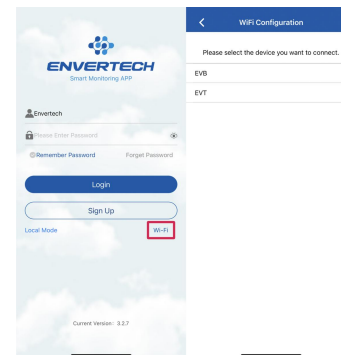 ENVERTECH
Smart Monitoring APP
Envertech
Please Enter Password
Remember Password Forget Password
Login
Sign Up
Local Mode Wi-Fi
Current Version: 3.2.7
WiFi Configuration
Please select the device you want to connect.
EVB
EVT